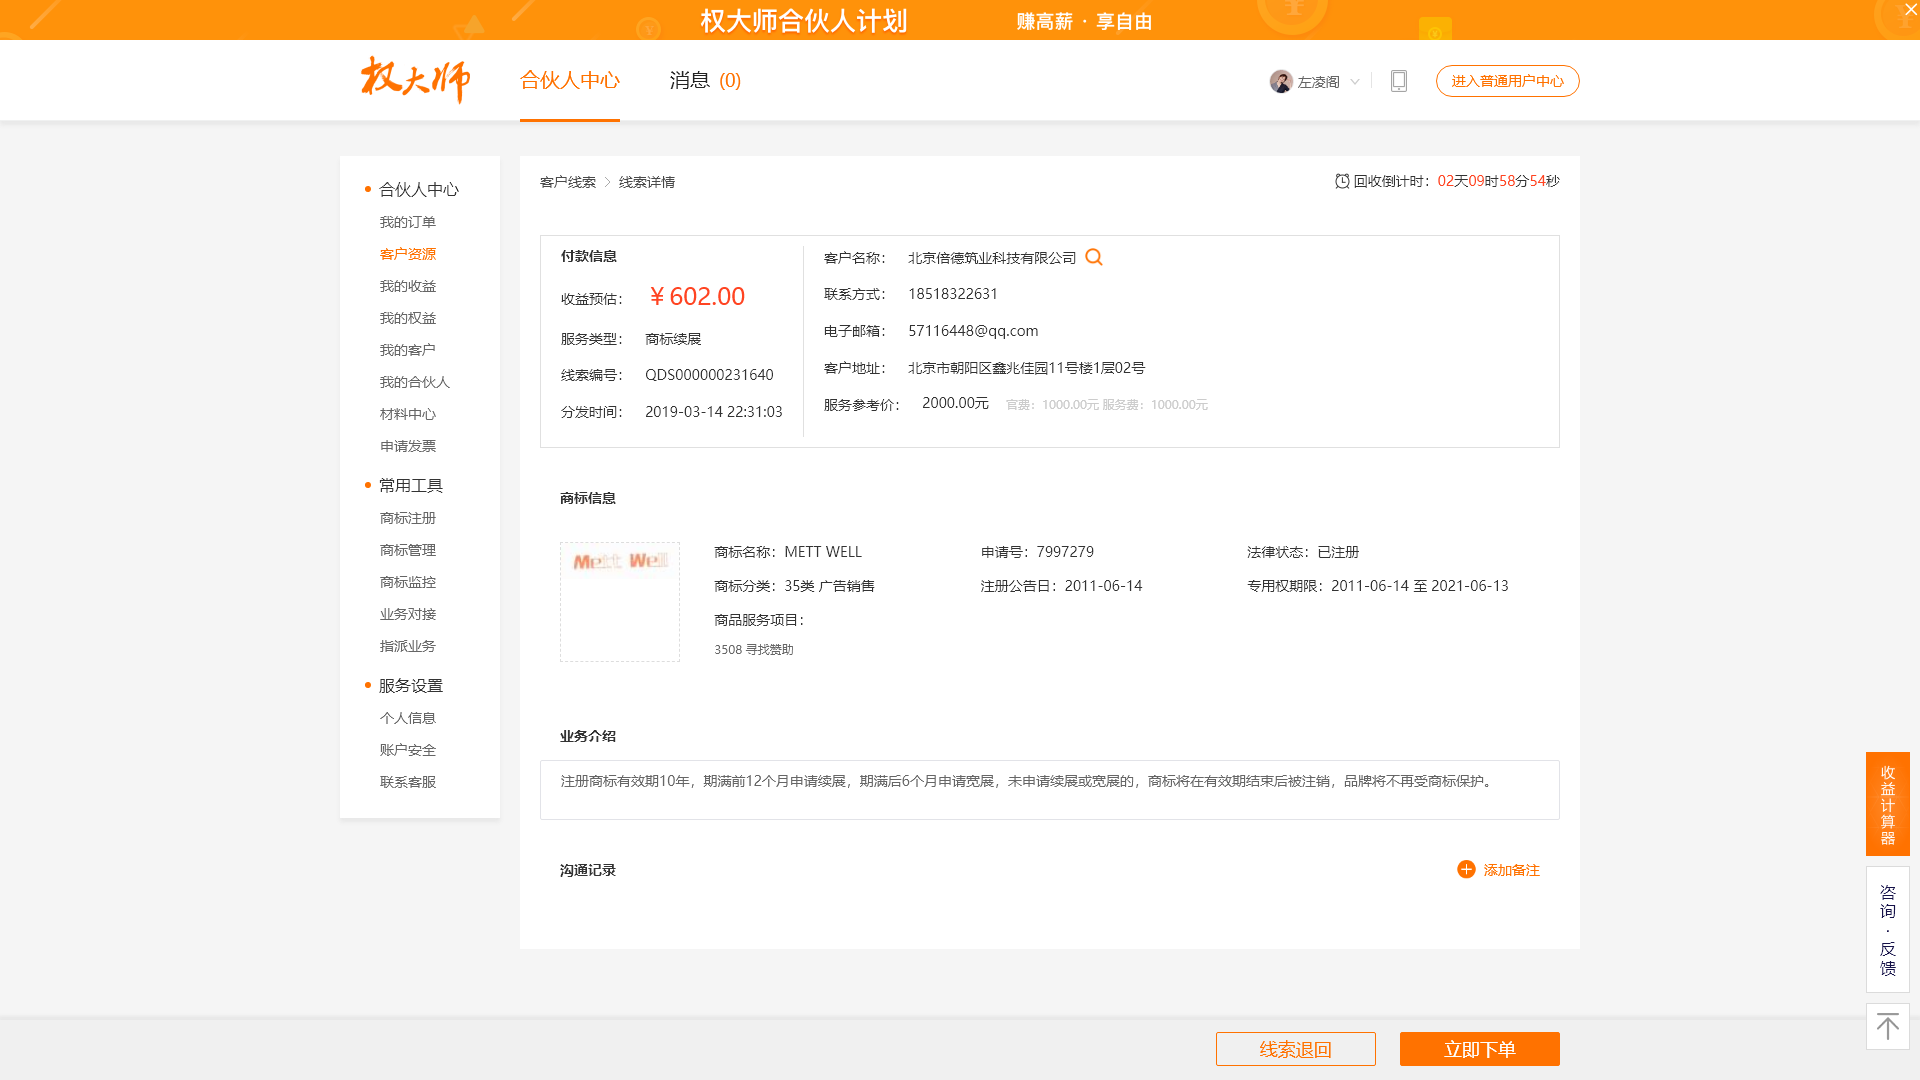 权大师合伙人计划 赚高薪 · 享自由
权大师 合伙人中心 消息 (0) 左凌阁 进入普通用户中心
合伙人中心
我的订单
客户资源
我的收益
我的权益
我的客户
我的合伙人
材料中心
申请发票
常用工具
商标注册
商标管理
商标监控
业务对接
指派业务
服务设置
个人信息
账户安全
联系客服
客户线索 > 线索详情 回收倒计时：02天09时58分54秒
付款信息
收益预估： ¥ 602.00
服务类型： 商标续展
线索编号： QDS000000231640
分发时间： 2019-03-14 22:31:03
客户名称： 北京倍德筑业科技有限公司
联系方式： 18518322631
电子邮箱： 57116448@qq.com
客户地址： 北京市朝阳区鑫兆佳园11号楼1层02号
服务参考价： 2000.00元 官费：1000.00元 服务费：1000.00元
商标信息
Mett Well
商标名称：METT WELL 申请号：7997279 法律状态：已注册
商标分类：35类 广告销售 注册公告日：2011-06-14 专用权期限：2011-06-14 至 2021-06-13
商品服务项目：
3508 寻找赞助
业务介绍
注册商标有效期10年，期满前12个月申请续展，期满后6个月申请宽展，未申请续展或宽展的，商标将在有效期结束后被注销，品牌将不再受商标保护。
沟通记录 添加备注
收益计算器
咨询·反馈
线索退回 立即下单